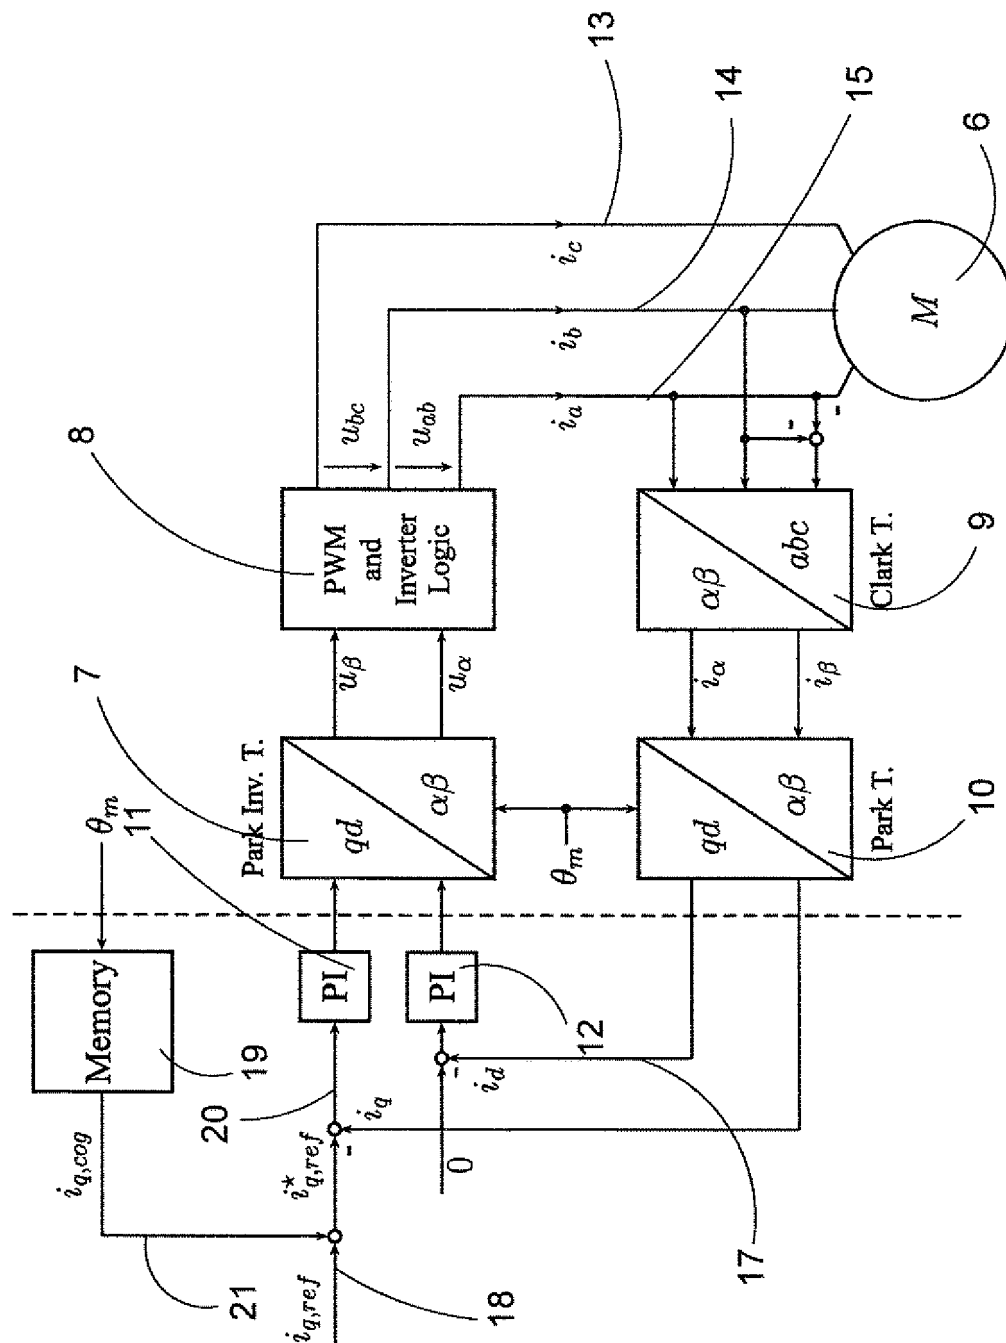 13
14
15
6
i_c
i_b
i_a
M
8
u_bc
u_ab
PWM
and
Inverter
Logic
-
-
abc
αβ
Clark T.
9
7
u_β
u_α
i_α
i_β
Park Inv. T.
qd
αβ
θ_m
qd
αβ
Park T.
10
θ_m
11
Memory
19
PI
PI
12
20
i_q
i_d
-
-
0
17
i_q,cog
i*_q,ref
21
i_q,ref
18